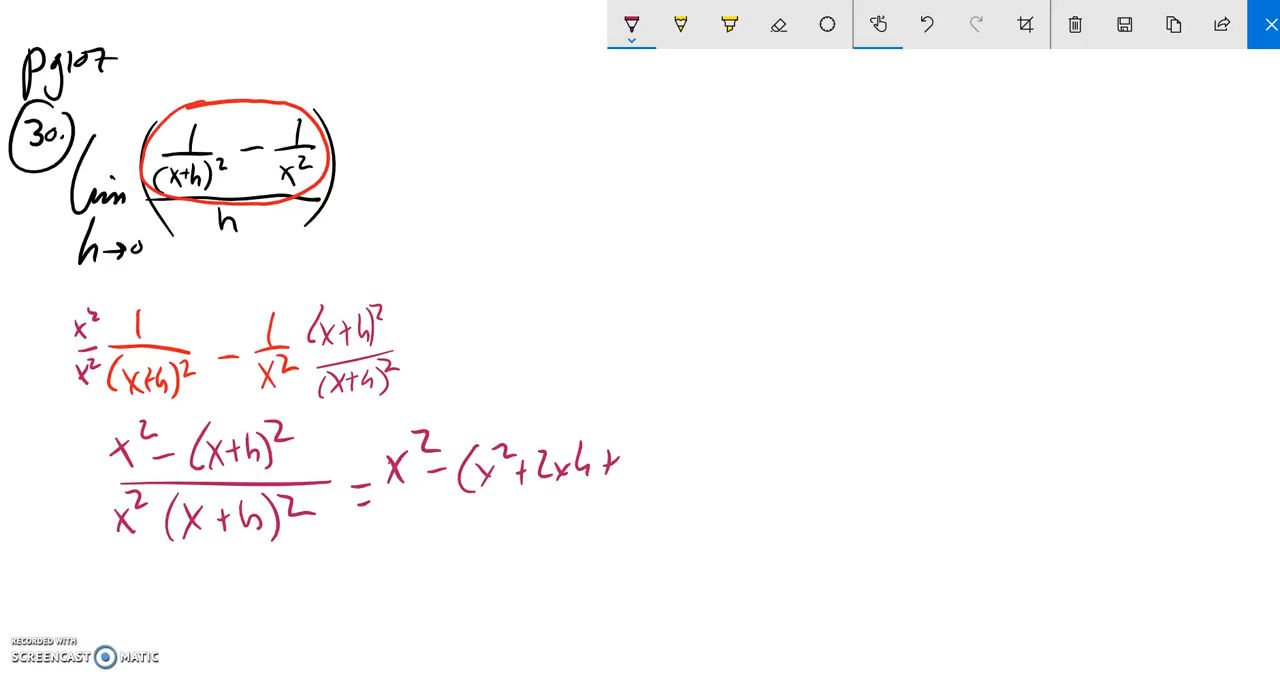 pg107
30.
lim h→0 ( ( 1/(x+h)² − 1/x² ) / h )
x²/x² 1/(x+h)² − 1/x² (x+h)²/(x+h)²
( x² − (x+h)² ) / ( x² (x+h)² ) = x² − (x² + 2xh +
RECORDED WITH
SCREENCAST MATIC